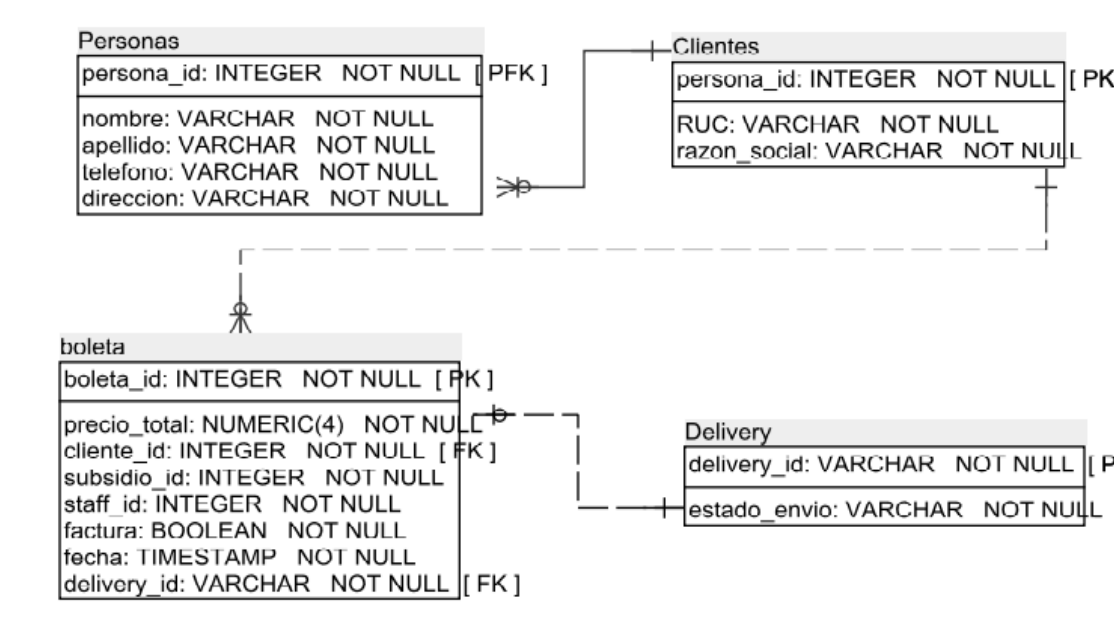 Personas
persona_id: INTEGER NOT NULL [ PFK ]
nombre: VARCHAR NOT NULL
apellido: VARCHAR NOT NULL
telefono: VARCHAR NOT NULL
direccion: VARCHAR NOT NULL
Clientes
persona_id: INTEGER NOT NULL [ PK
RUC: VARCHAR NOT NULL
razon_social: VARCHAR NOT NULL
boleta
boleta_id: INTEGER NOT NULL [ PK ]
precio_total: NUMERIC(4) NOT NULL
cliente_id: INTEGER NOT NULL [ FK ]
subsidio_id: INTEGER NOT NULL
staff_id: INTEGER NOT NULL
factura: BOOLEAN NOT NULL
fecha: TIMESTAMP NOT NULL
delivery_id: VARCHAR NOT NULL [ FK ]
Delivery
delivery_id: VARCHAR NOT NULL [ P
estado_envio: VARCHAR NOT NULL